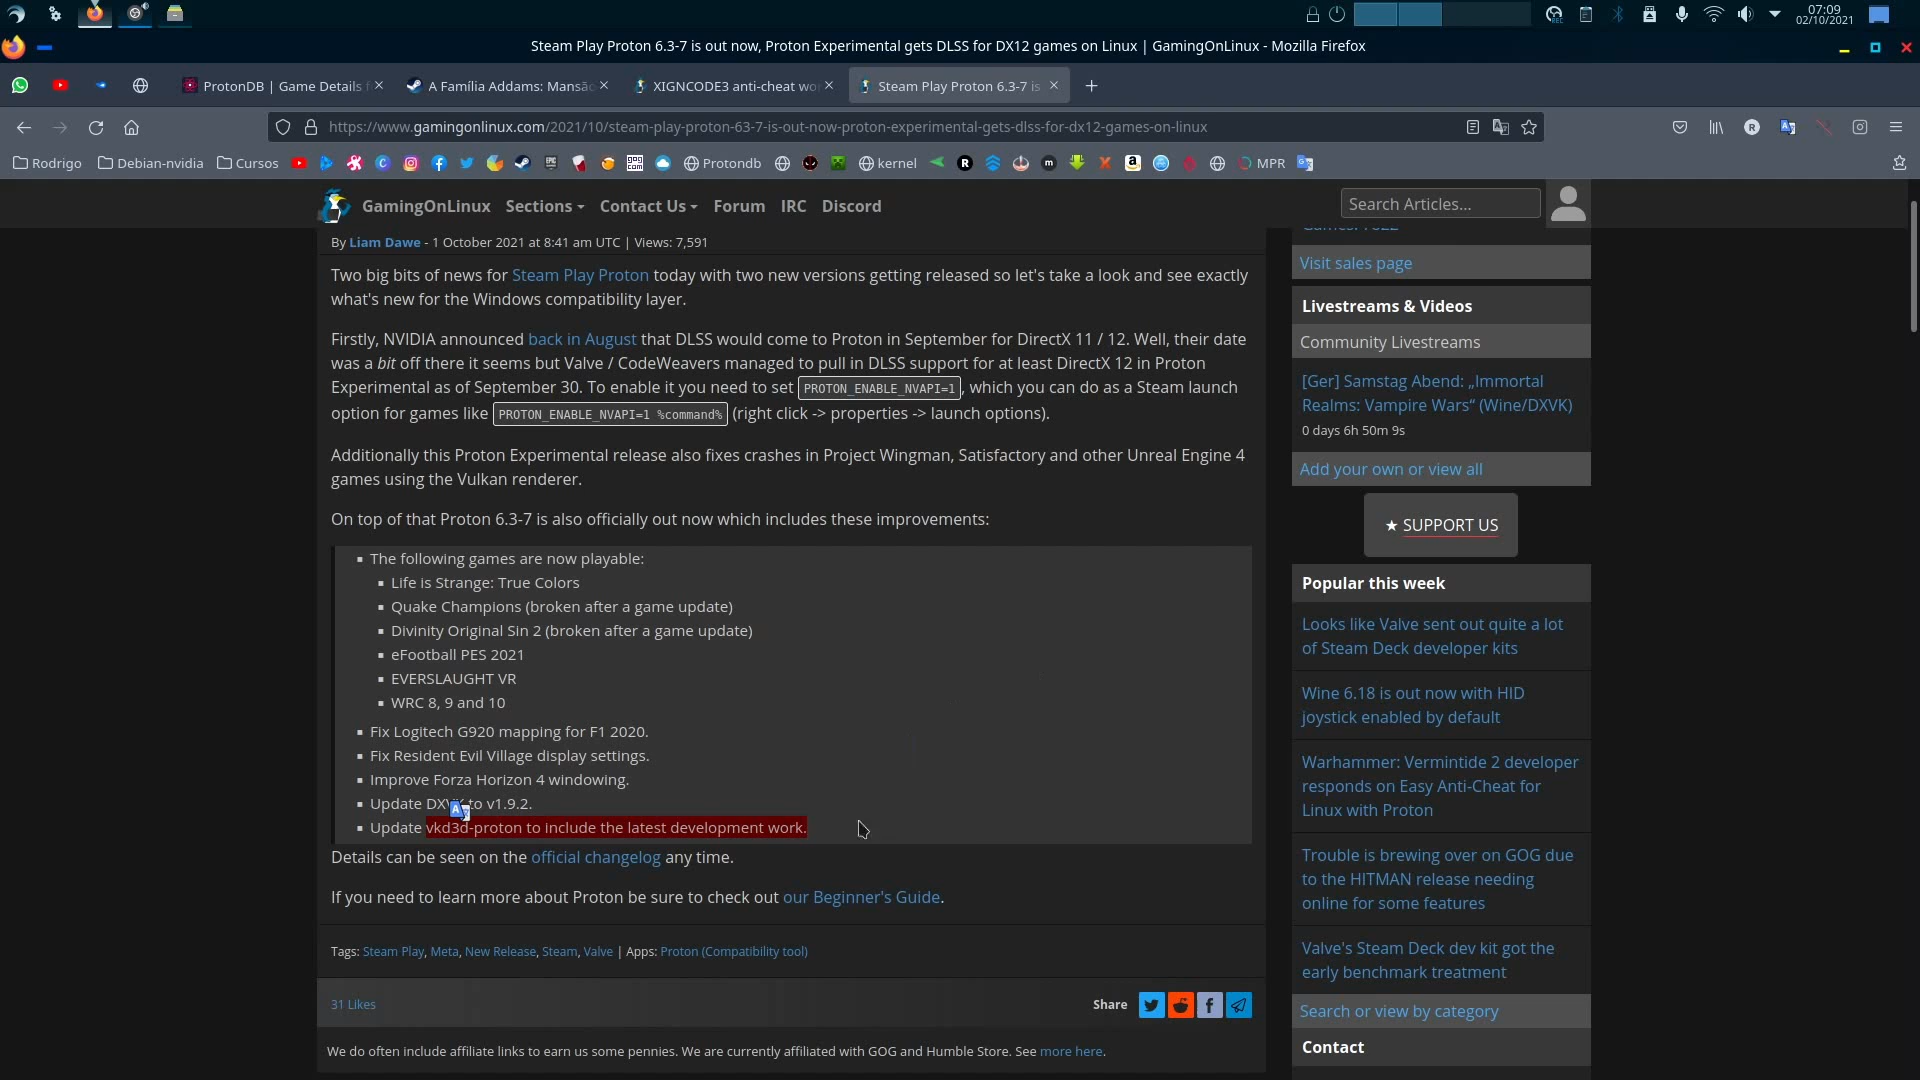 07:09
02/10/2021
Steam Play Proton 6.3-7 is out now, Proton Experimental gets DLSS for DX12 games on Linux | GamingOnLinux - Mozilla Firefox
ProtonDB | Game Details f
A Família Addams: Mansão
XIGNCODE3 anti-cheat wo
Steam Play Proton 6.3-7 is
https://www.gamingonlinux.com/2021/10/steam-play-proton-63-7-is-out-now-proton-experimental-gets-dlss-for-dx12-games-on-linux
Rodrigo
Debian-nvidia
Cursos
Protondb
kernel
MPR
GamingOnLinux
Sections
Contact Us
Forum
IRC
Discord
Search Articles...
By Liam Dawe - 1 October 2021 at 8:41 am UTC | Views: 7,591
Two big bits of news for Steam Play Proton today with two new versions getting released so let's take a look and see exactly
what's new for the Windows compatibility layer.
Firstly, NVIDIA announced back in August that DLSS would come to Proton in September for DirectX 11 / 12. Well, their date
was a bit off there it seems but Valve / CodeWeavers managed to pull in DLSS support for at least DirectX 12 in Proton
Experimental as of September 30. To enable it you need to set PROTON_ENABLE_NVAPI=1, which you can do as a Steam launch
option for games like PROTON_ENABLE_NVAPI=1 %command% (right click -> properties -> launch options).
Additionally this Proton Experimental release also fixes crashes in Project Wingman, Satisfactory and other Unreal Engine 4
games using the Vulkan renderer.
On top of that Proton 6.3-7 is also officially out now which includes these improvements:
▪ The following games are now playable:
▪ Life is Strange: True Colors
▪ Quake Champions (broken after a game update)
▪ Divinity Original Sin 2 (broken after a game update)
▪ eFootball PES 2021
▪ EVERSLAUGHT VR
▪ WRC 8, 9 and 10
▪ Fix Logitech G920 mapping for F1 2020.
▪ Fix Resident Evil Village display settings.
▪ Improve Forza Horizon 4 windowing.
▪ Update DXVK to v1.9.2.
▪ Update vkd3d-proton to include the latest development work.
Details can be seen on the official changelog any time.
If you need to learn more about Proton be sure to check out our Beginner's Guide.
Tags: Steam Play, Meta, New Release, Steam, Valve | Apps: Proton (Compatibility tool)
31 Likes
Share
We do often include affiliate links to earn us some pennies. We are currently affiliated with GOG and Humble Store. See more here.
Visit sales page
Livestreams & Videos
Community Livestreams
[Ger] Samstag Abend: „Immortal
Realms: Vampire Wars“ (Wine/DXVK)
0 days 6h 50m 9s
Add your own or view all
★ SUPPORT US
Popular this week
Looks like Valve sent out quite a lot
of Steam Deck developer kits
Wine 6.18 is out now with HID
joystick enabled by default
Warhammer: Vermintide 2 developer
responds on Easy Anti-Cheat for
Linux with Proton
Trouble is brewing over on GOG due
to the HITMAN release needing
online for some features
Valve's Steam Deck dev kit got the
early benchmark treatment
Search or view by category
Contact